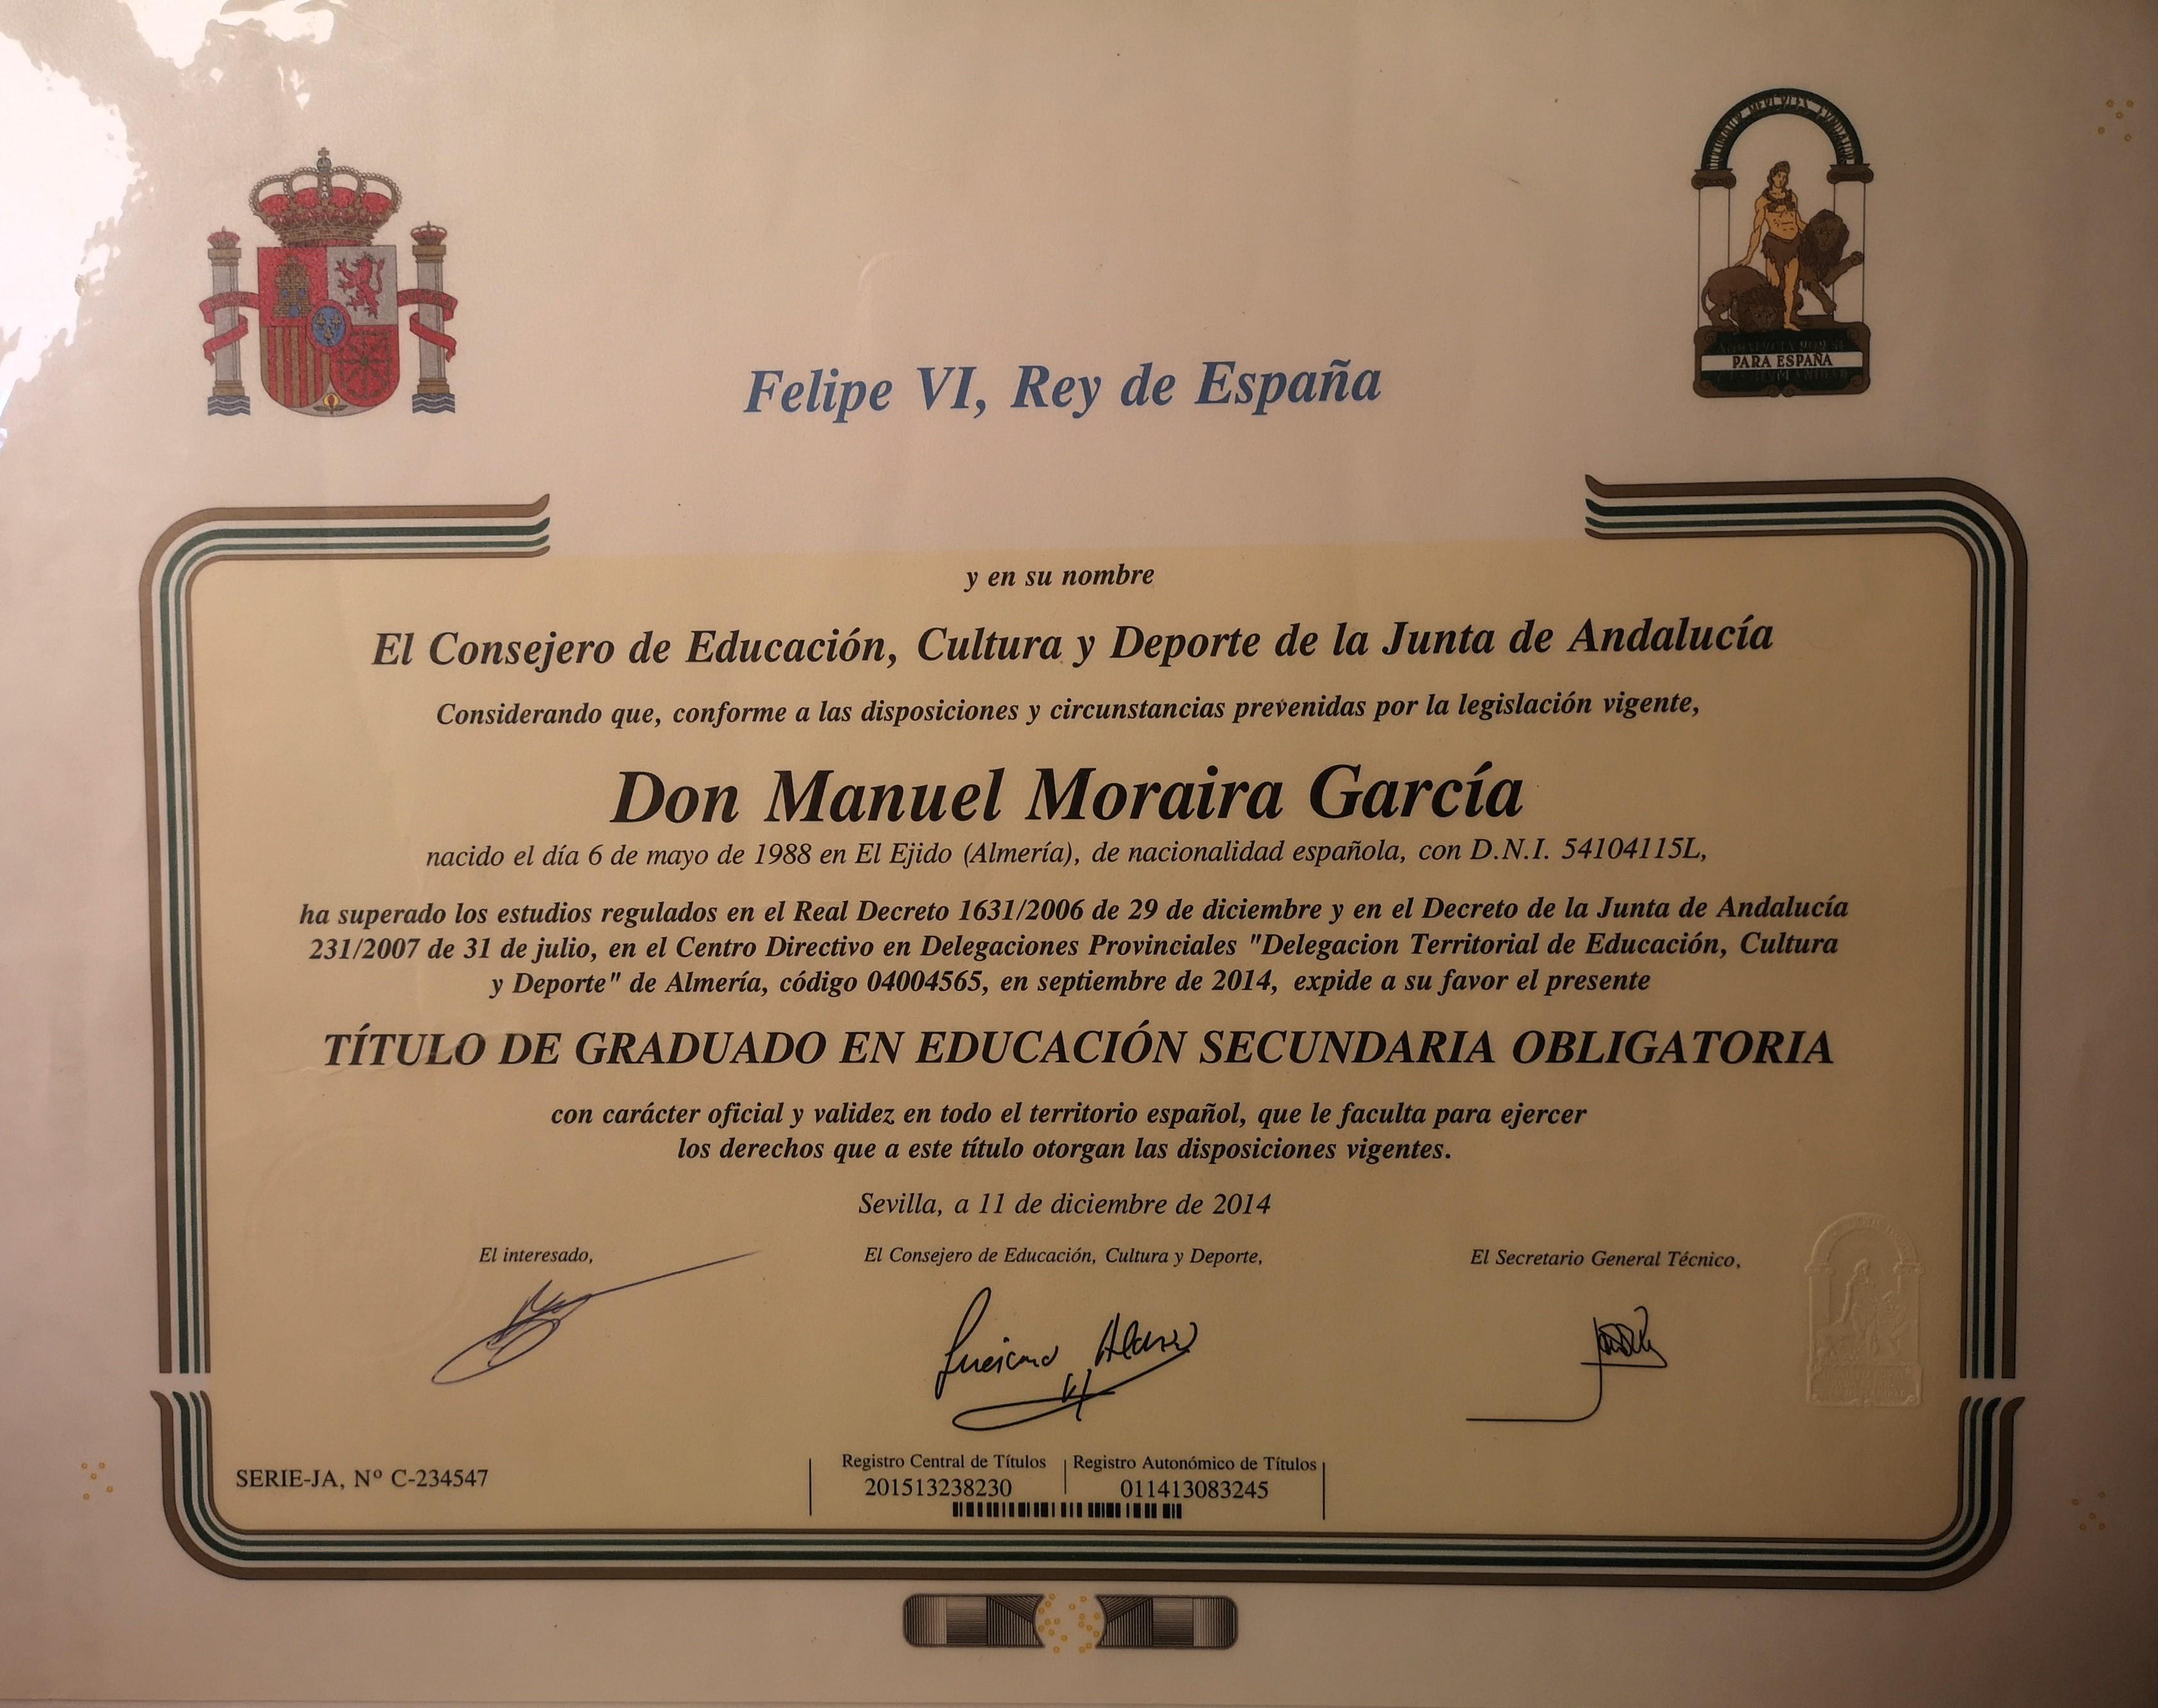 PARA ESPAÑA
Felipe VI, Rey de España
y en su nombre
El Consejero de Educación, Cultura y Deporte de la Junta de Andalucía
Considerando que, conforme a las disposiciones y circunstancias prevenidas por la legislación vigente,
Don Manuel Moraira García
nacido el día 6 de mayo de 1988 en El Ejido (Almería), de nacionalidad española, con D.N.I. 54104115L,
ha superado los estudios regulados en el Real Decreto 1631/2006 de 29 de diciembre y en el Decreto de la Junta de Andalucía
231/2007 de 31 de julio, en el Centro Directivo en Delegaciones Provinciales "Delegacion Territorial de Educación, Cultura
y Deporte" de Almería, código 04004565, en septiembre de 2014, expide a su favor el presente
TÍTULO DE GRADUADO EN EDUCACIÓN SECUNDARIA OBLIGATORIA
con carácter oficial y validez en todo el territorio español, que le faculta para ejercer
los derechos que a este título otorgan las disposiciones vigentes.
Sevilla, a 11 de diciembre de 2014
El interesado,
El Consejero de Educación, Cultura y Deporte,
El Secretario General Técnico,
Luciano Alonso
SERIE-JA, Nº C-234547
Registro Central de Títulos
201513238230
Registro Autonómico de Títulos
011413083245